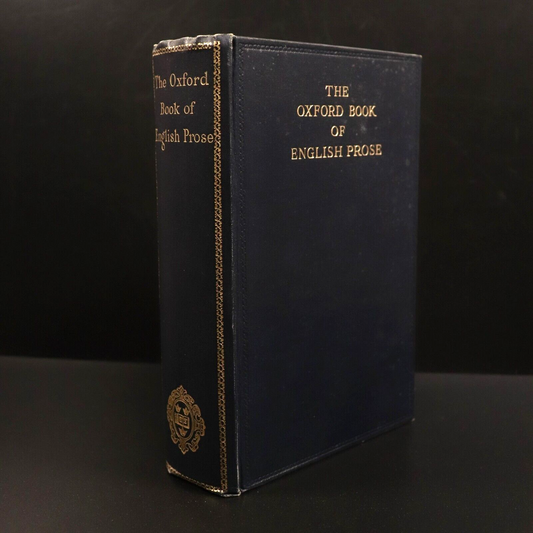 The Oxford
Book of
English Prose
THE
OXFORD BOOK
OF
ENGLISH PROSE